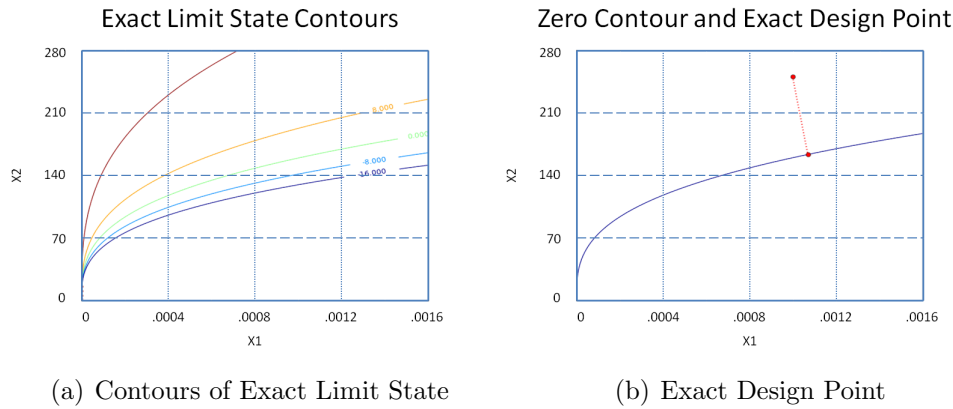 Exact Limit State Contours
280
210
140
70
0
X2
8.000
0.000
-8.000
16.000
0 .0004 .0008 .0012 .0016
X1
(a) Contours of Exact Limit State
Zero Contour and Exact Design Point
280
210
140
70
0
X2
0 .0004 .0008 .0012 .0016
X1
(b) Exact Design Point